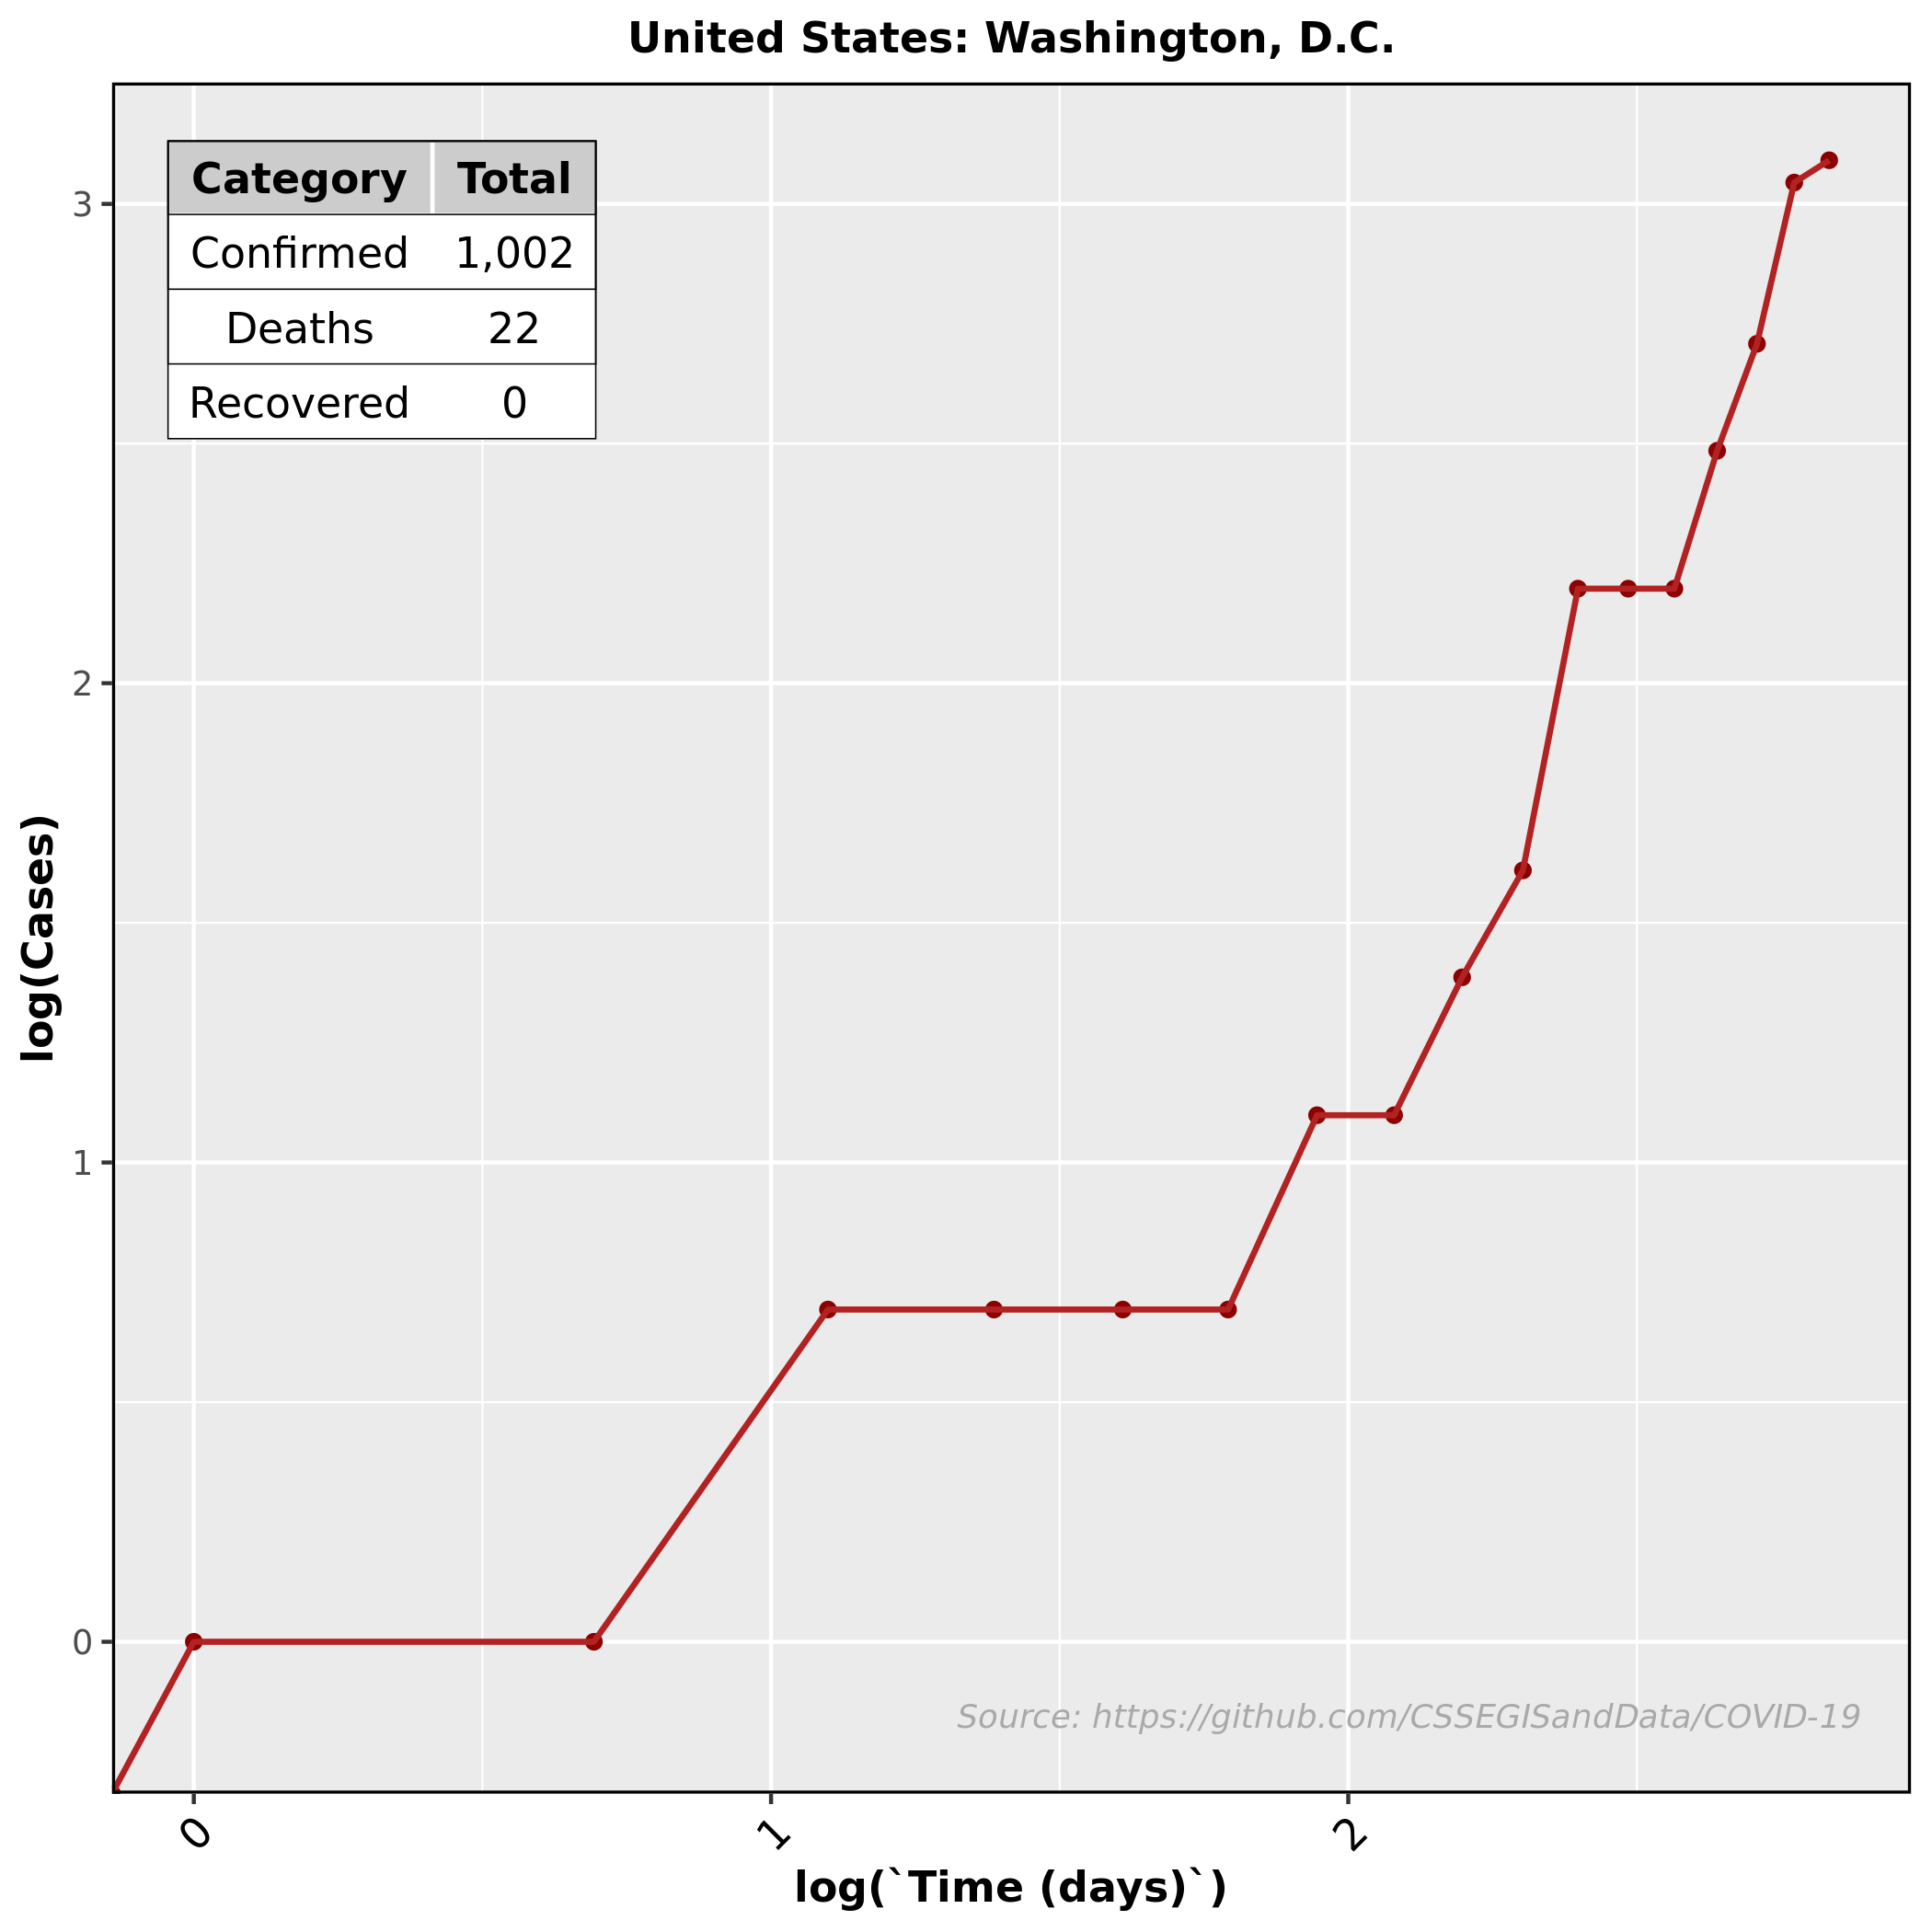 United States: Washington, D.C.
Category Total
Confirmed 1,002
Deaths 22
Recovered 0
3
2
1
0
log(Cases)
Source: https://github.com/CSSEGISandData/COVID-19
0 1 2
log(`Time (days)`)